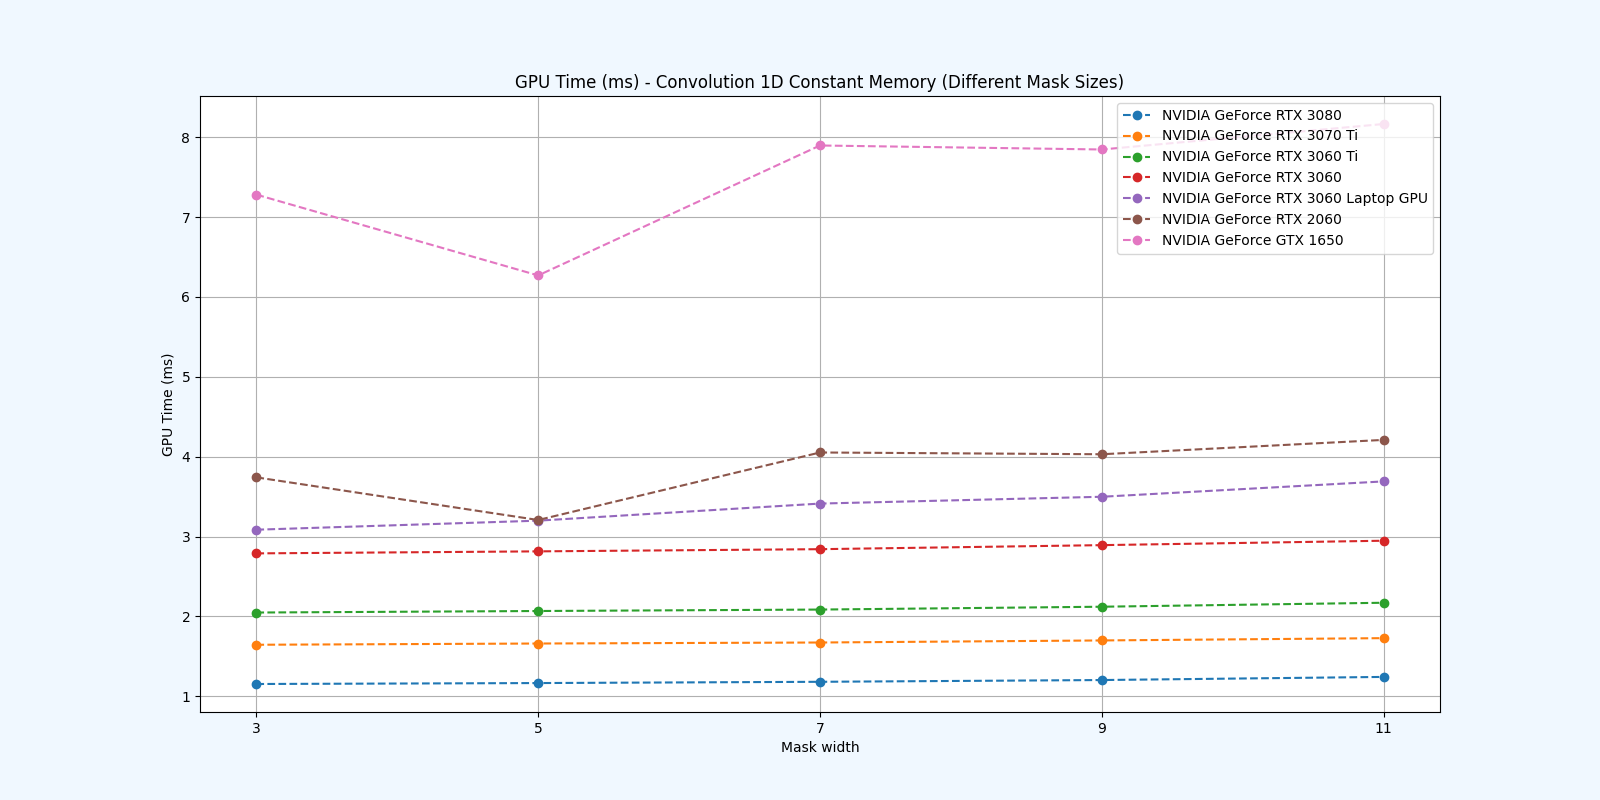 GPU Time (ms) - Convolution 1D Constant Memory (Different Mask Sizes)
NVIDIA GeForce RTX 3080
NVIDIA GeForce RTX 3070 Ti
NVIDIA GeForce RTX 3060 Ti
NVIDIA GeForce RTX 3060
NVIDIA GeForce RTX 3060 Laptop GPU
NVIDIA GeForce RTX 2060
NVIDIA GeForce GTX 1650
GPU Time (ms)
8
7
6
5
4
3
2
1
3 5 7 9 11
Mask width